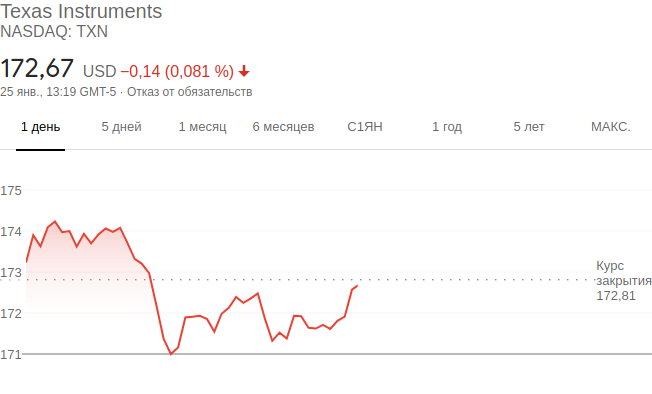 Texas Instruments
NASDAQ: TXN
172,67 USD −0,14 (0,081 %)
25 янв., 13:19 GMT-5 · Отказ от обязательств
1 день 5 дней 1 месяц 6 месяцев С1ЯН 1 год 5 лет МАКС.
175
174
173
172
171
Курс
закрытия
172,81